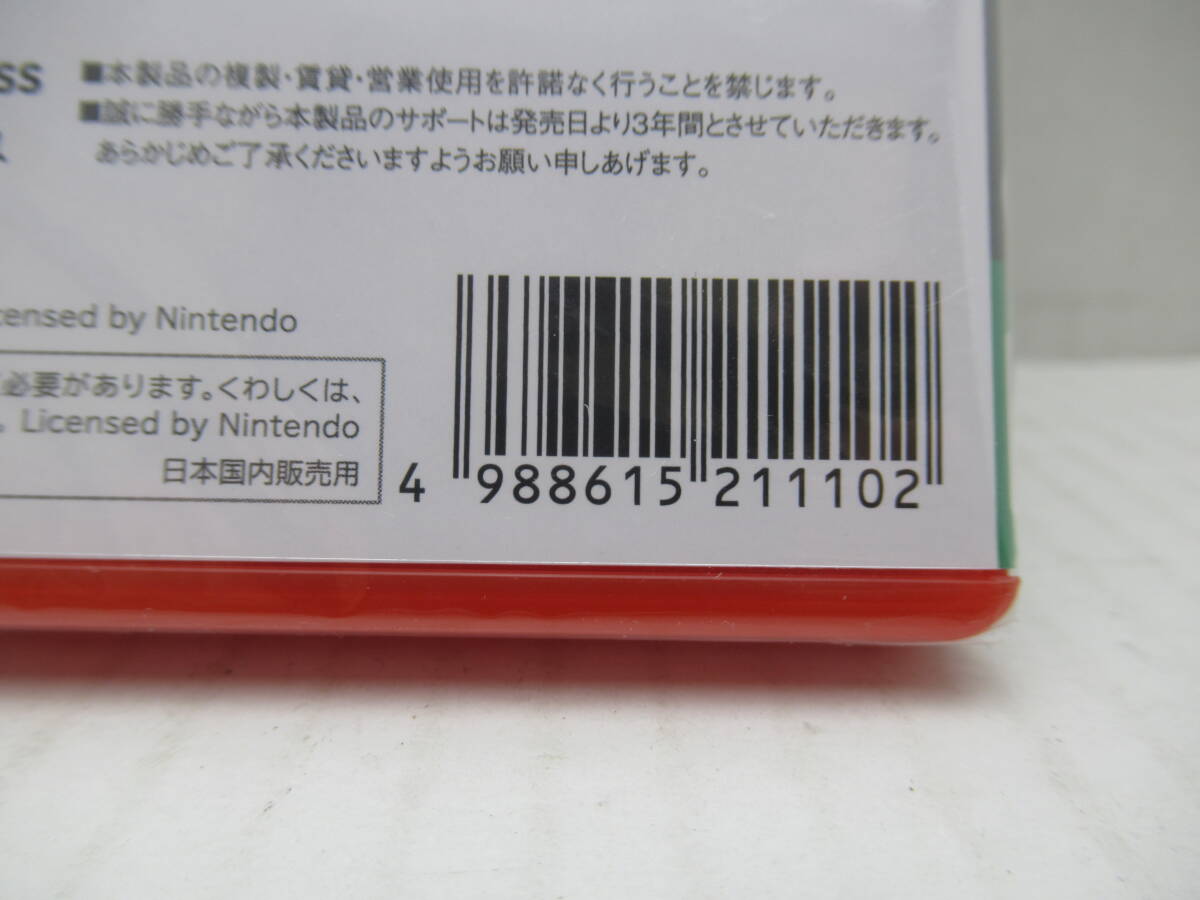 ss
■本製品の複製・賃貸・営業使用を許諾なく行うことを禁じます。
■誠に勝手ながら本製品のサポートは発売日より3年間とさせていただきます。
あらかじめご了承くださいますようお願い申しあげます。
censed by Nintendo
必要があります。くわしくは、
。Licensed by Nintendo
日本国内販売用
4 988615 211102